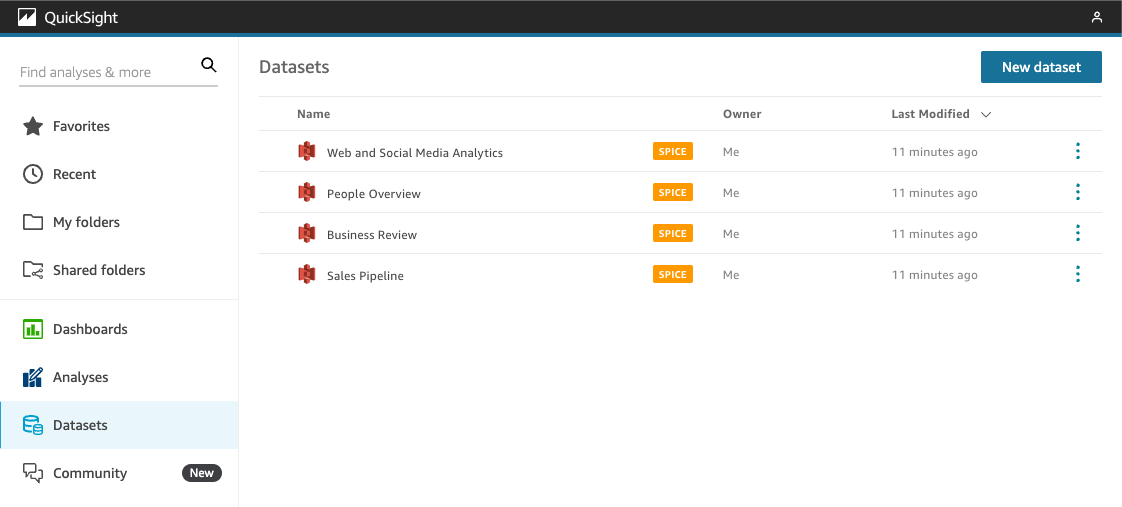 QuickSight
Find analyses & more
Favorites
Recent
My folders
Shared folders
Dashboards
Analyses
Datasets
Community New
Datasets New dataset
Name Owner Last Modified
Web and Social Media Analytics SPICE Me 11 minutes ago
People Overview SPICE Me 11 minutes ago
Business Review SPICE Me 11 minutes ago
Sales Pipeline SPICE Me 11 minutes ago